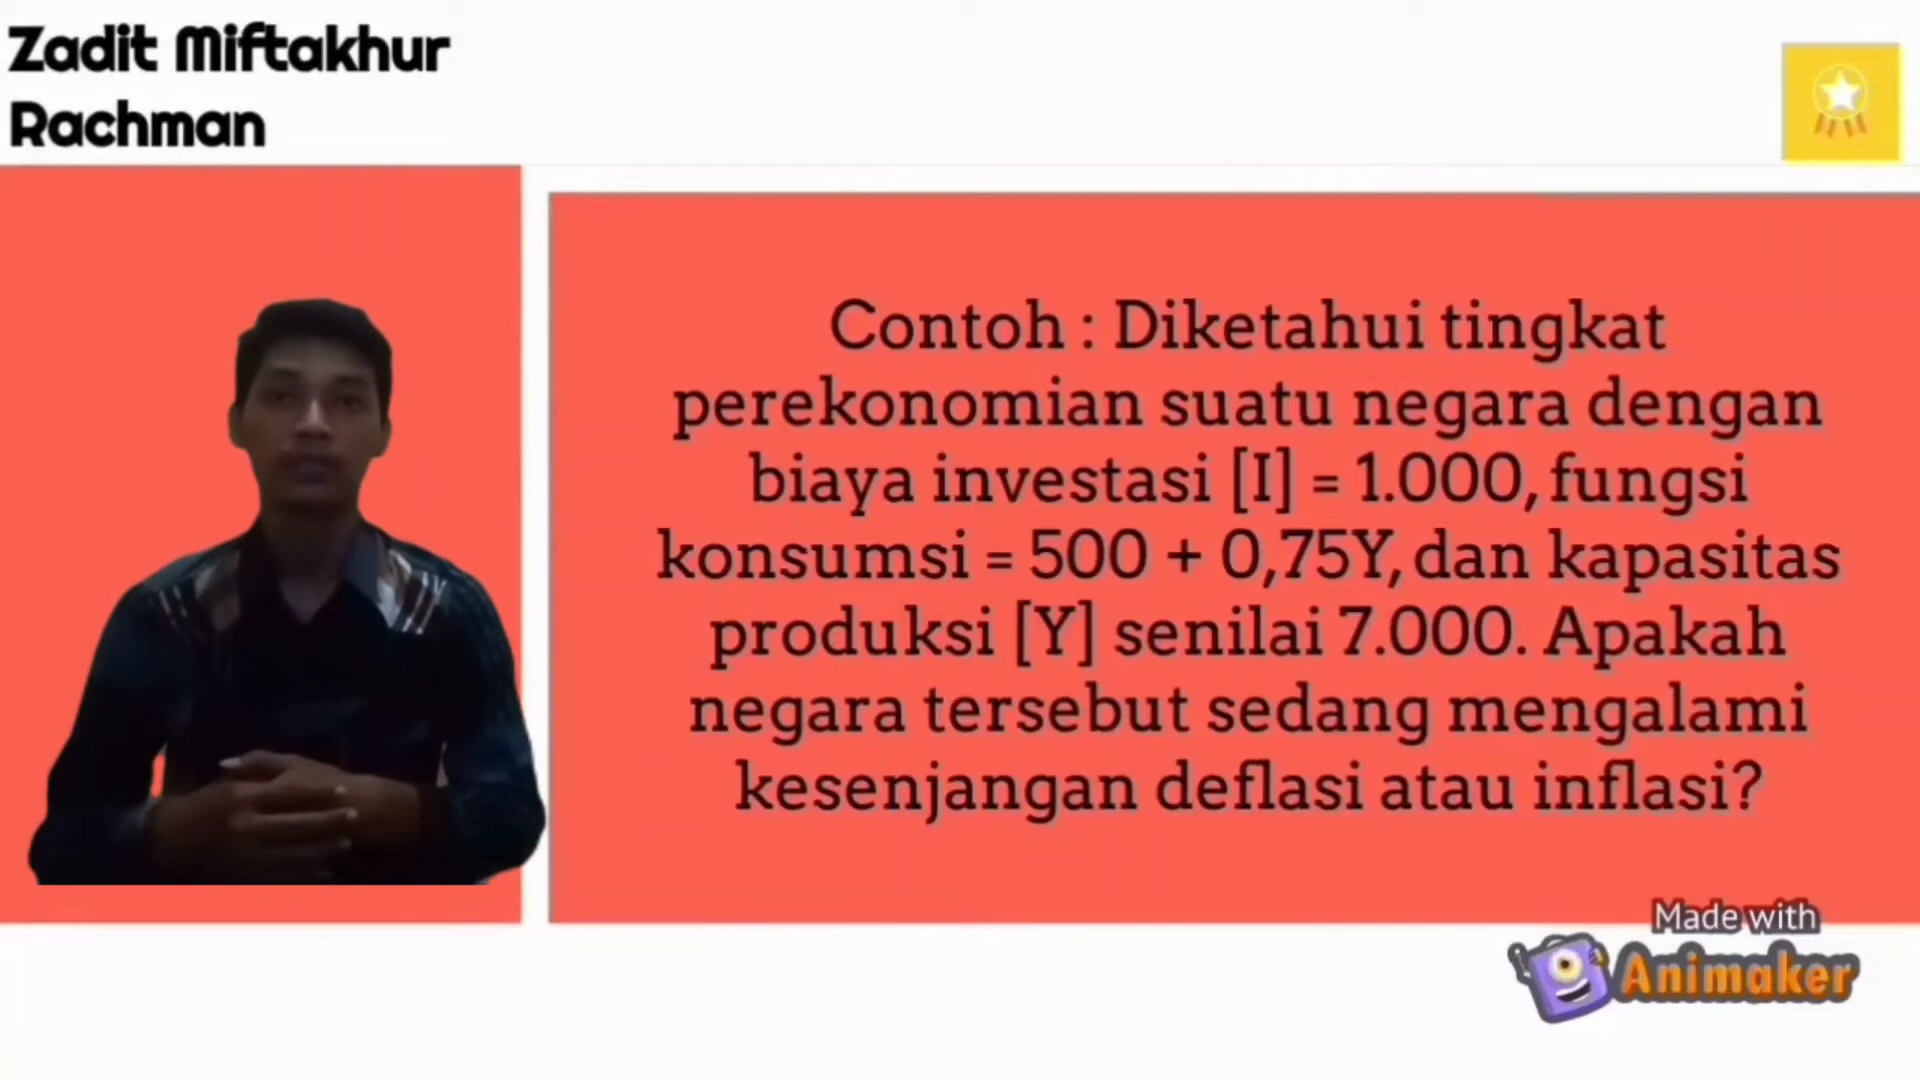 Zadit Miftakhur
Rachman
Contoh : Diketahui tingkat
perekonomian suatu negara dengan
biaya investasi [I] = 1.000, fungsi
konsumsi = 500 + 0,75Y, dan kapasitas
produksi [Y] senilai 7.000. Apakah
negara tersebut sedang mengalami
kesenjangan deflasi atau inflasi?
Made with
Animaker